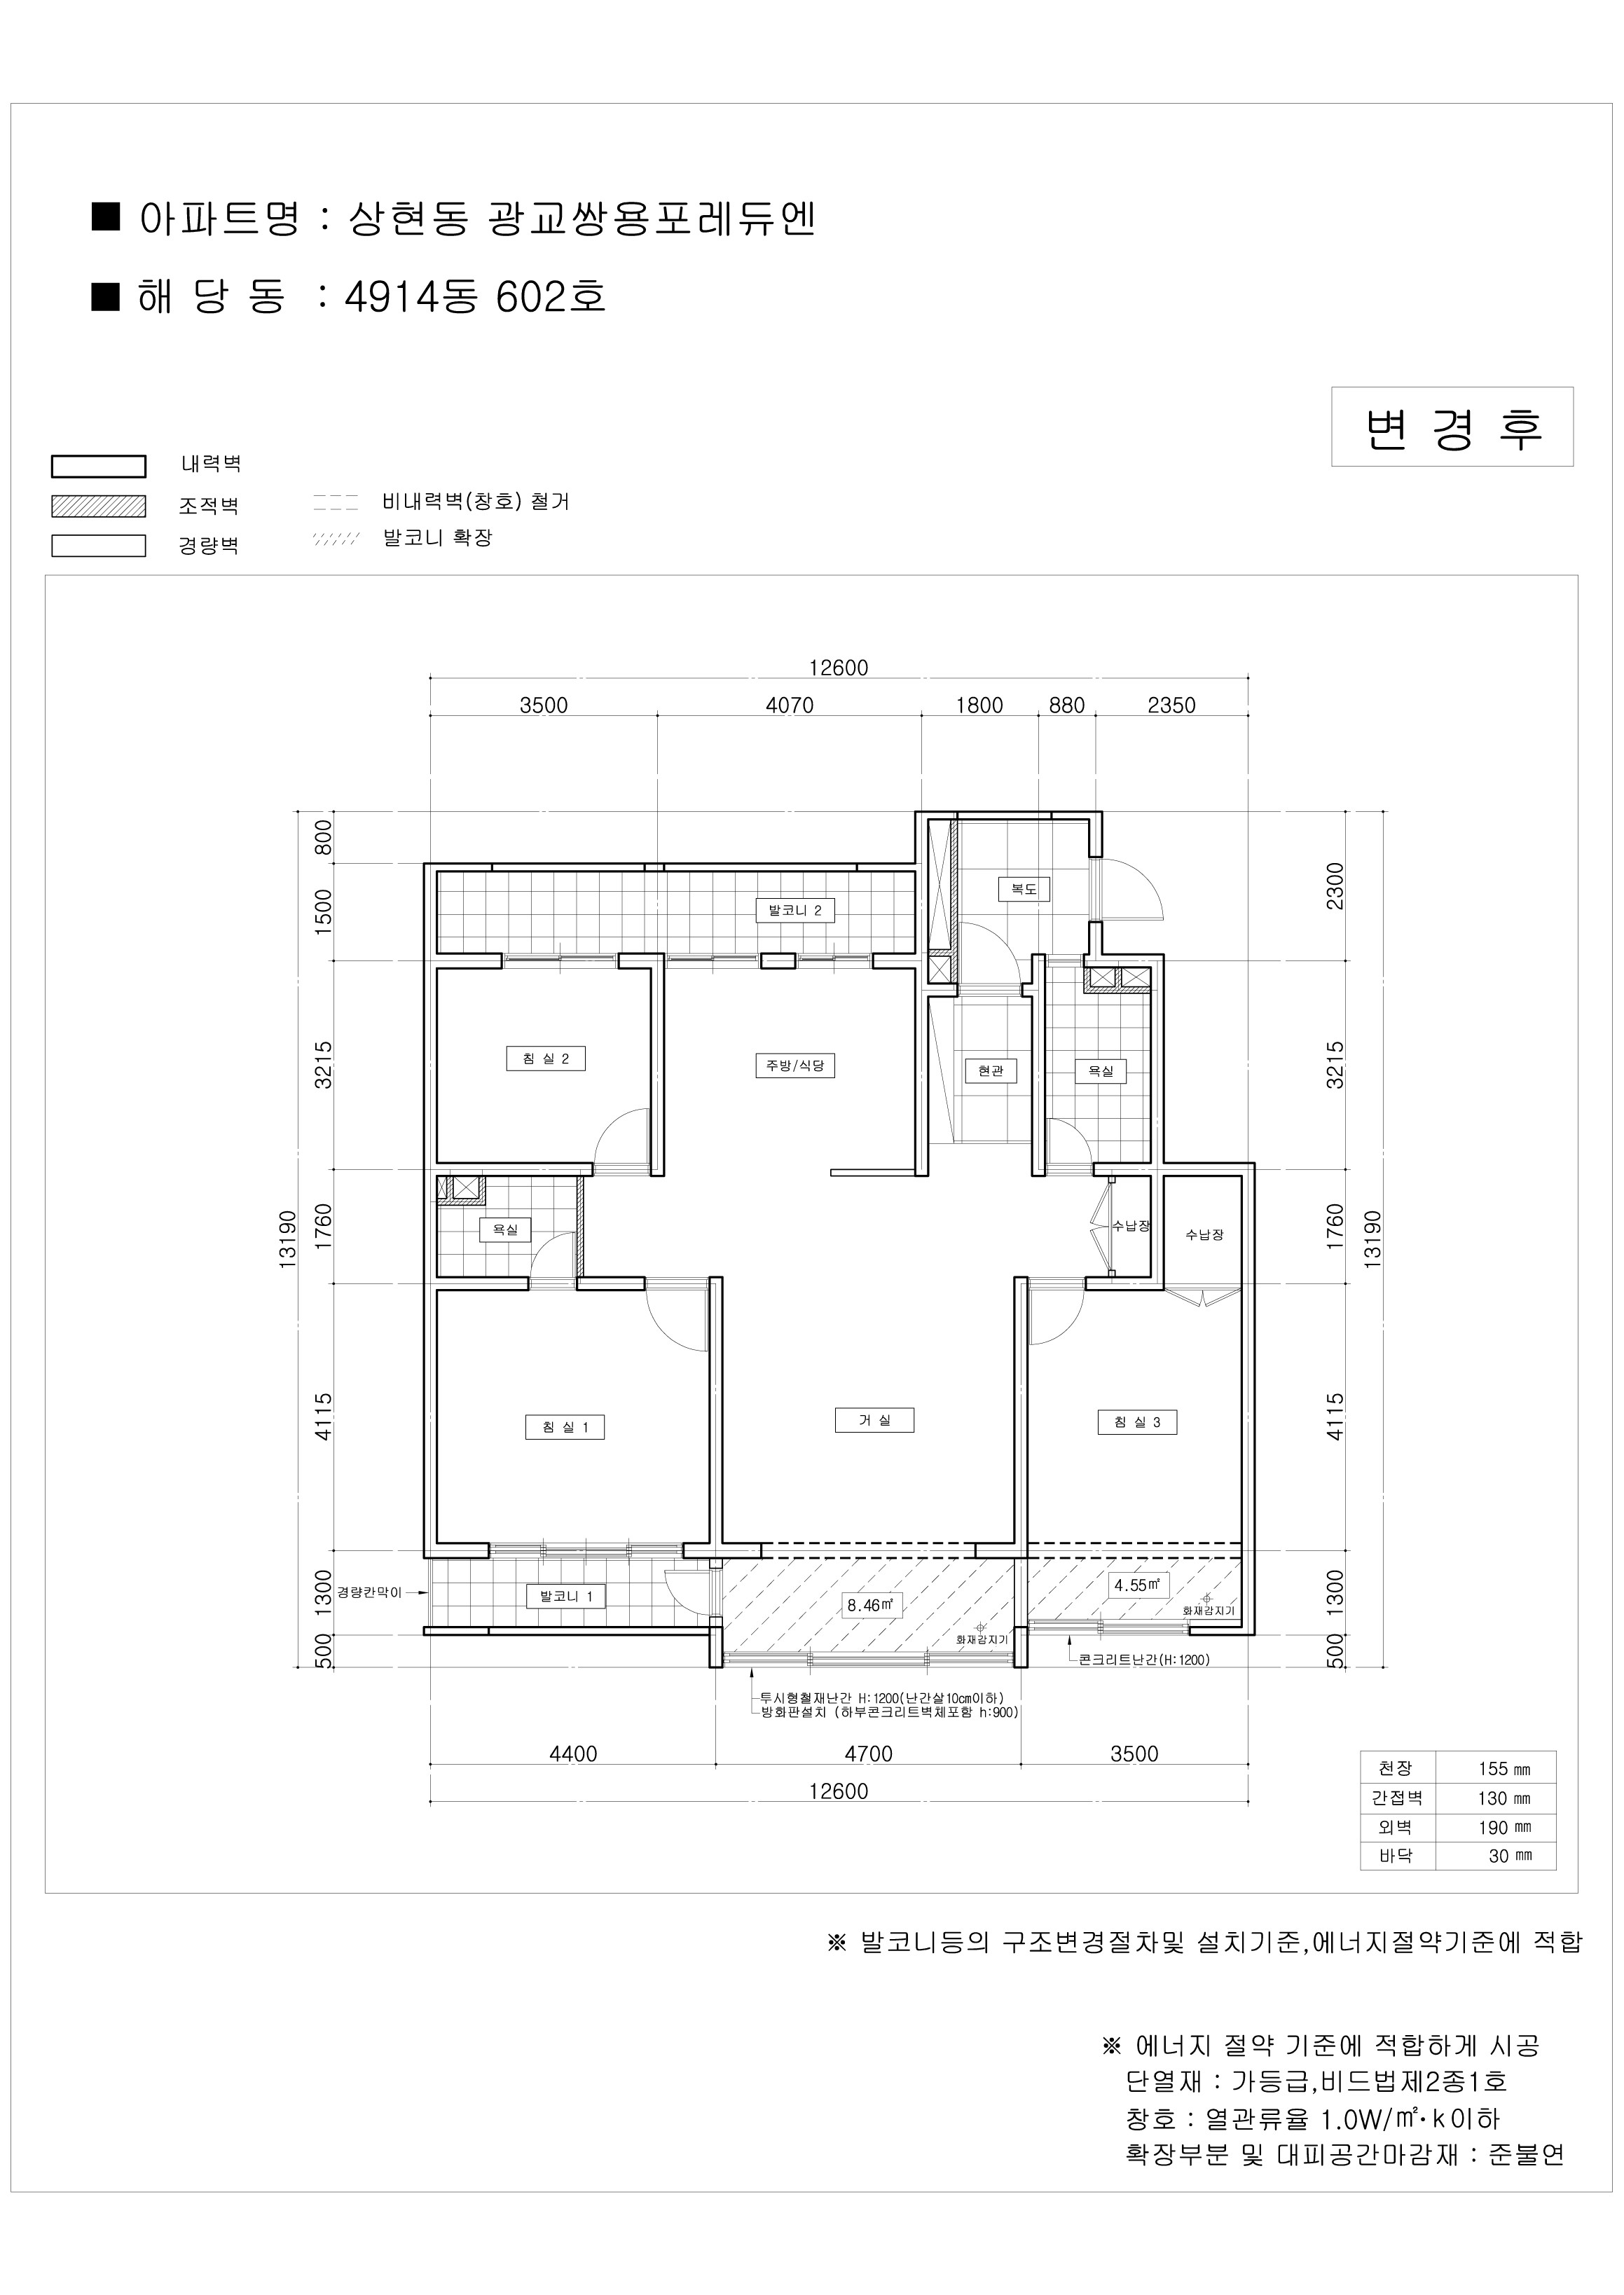 ■ 아파트명 : 상현동 광교쌍용포레듀엔
■ 해 당 동 : 4914동 602호
변 경 후
내력벽
조적벽
경량벽
비내력벽(창호) 철거
발코니 확장
12600
3500 4070 1800 880 2350
800
1500
3215
1760
4115
1300
500
13190
2300
3215
1760
4115
1300
500
13190
복도
발코니 2
침 실 2
주방/식당
현관
욕실
욕실
수납장
수납장
침 실 1
거 실
침 실 3
경량칸막이
발코니 1
8.46㎡
4.55㎡
화재감지기
화재감지기
콘크리트난간(H:1200)
투시형철재난간 H:1200(난간살10cm이하)
방화판설치 (하부콘크리트벽체포함 h:900)
4400 4700 3500
12600
천장 155 mm
간접벽 130 mm
외벽 190 mm
바닥 30 mm
※ 발코니등의 구조변경절차및 설치기준,에너지절약기준에 적합
※ 에너지 절약 기준에 적합하게 시공
단열재 : 가등급,비드법제2종1호
창호 : 열관류율 1.0W/㎡·k이하
확장부분 및 대피공간마감재 : 준불연